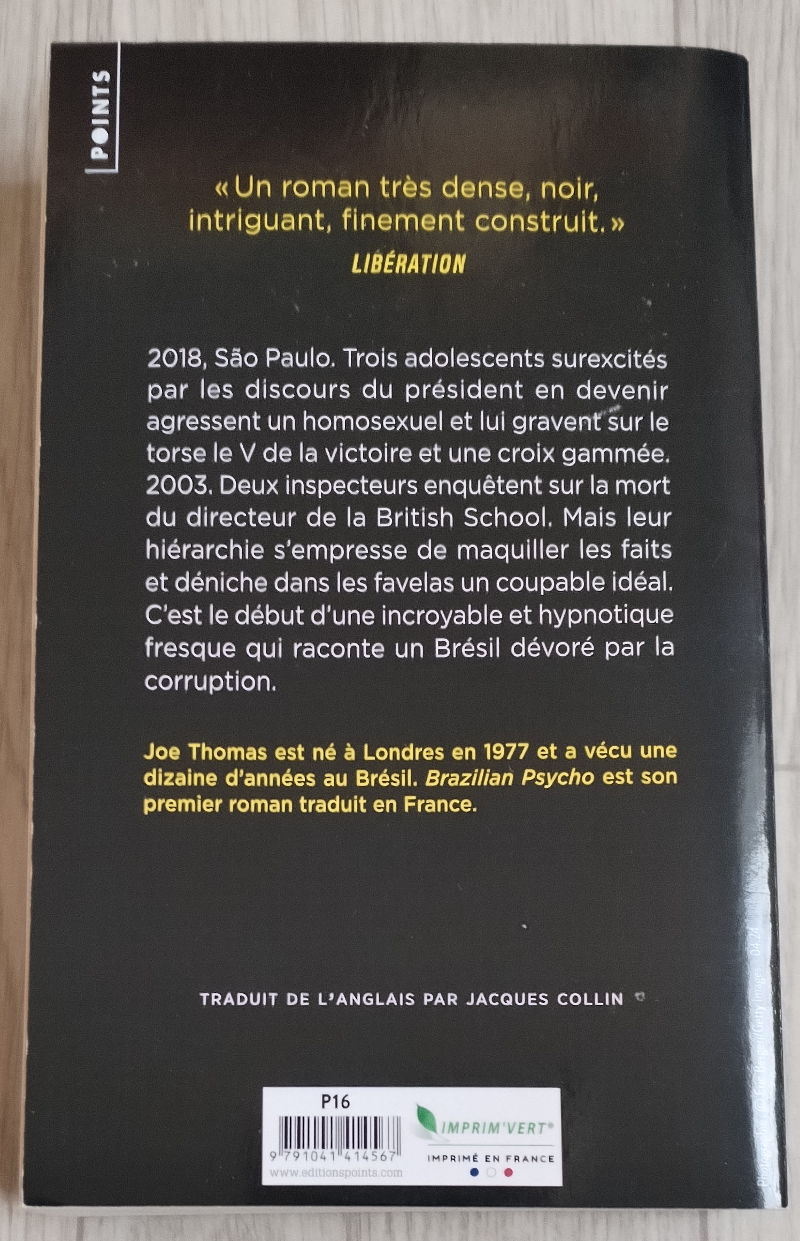 POINTS
« Un roman très dense, noir,
intriguant, finement construit. »
LIBÉRATION
2018, São Paulo. Trois adolescents surexcités
par les discours du président en devenir
agressent un homosexuel et lui gravent sur le
torse le V de la victoire et une croix gammée.
2003. Deux inspecteurs enquêtent sur la mort
du directeur de la British School. Mais leur
hiérarchie s'empresse de maquiller les faits
et déniche dans les favelas un coupable idéal.
C'est le début d'une incroyable et hypnotique
fresque qui raconte un Brésil dévoré par la
corruption.
Joe Thomas est né à Londres en 1977 et a vécu une
dizaine d'années au Brésil. Brazilian Psycho est son
premier roman traduit en France.
TRADUIT DE L'ANGLAIS PAR JACQUES COLLIN
P16
9 791041 414567
www.editionspoints.com
IMPRIM'VERT®
IMPRIMÉ EN FRANCE
/Getty Images 04.24